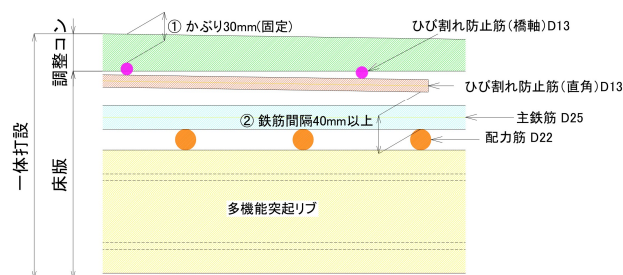 ① かぶり30mm(固定)
ひび割れ防止筋(橋軸)D13
調整コン
ひび割れ防止筋(直角)D13
② 鉄筋間隔40mm以上
主鉄筋 D25
配力筋 D22
一体打設
床版
多機能突起リブ